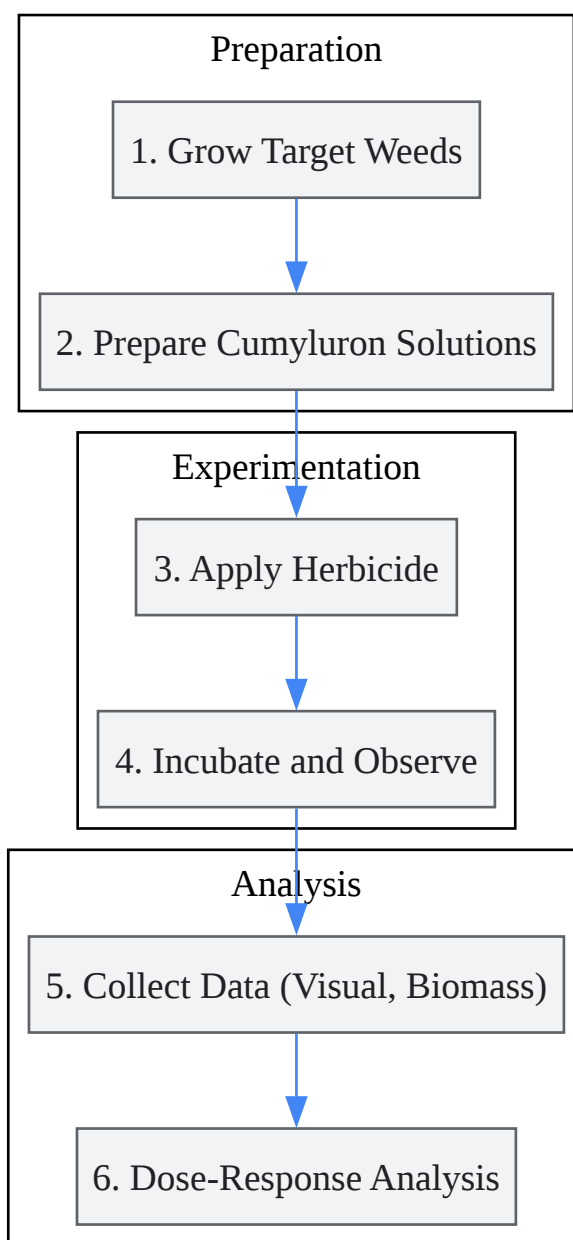 Preparation
1. Grow Target Weeds
2. Prepare Cumyluron Solutions
Experimentation
3. Apply Herbicide
4. Incubate and Observe
Analysis
5. Collect Data (Visual, Biomass)
6. Dose-Response Analysis